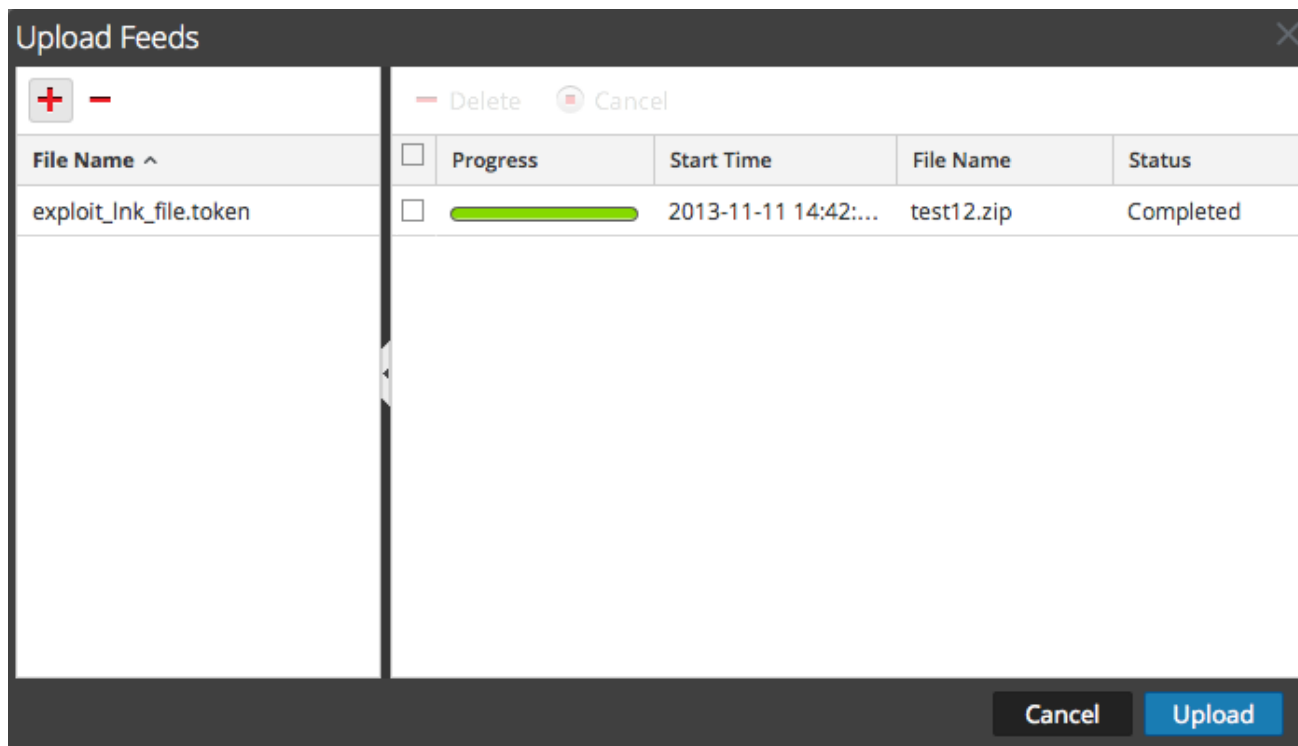 Upload Feeds
Delete Cancel
File Name Progress Start Time File Name Status
exploit_lnk_file.token 2013-11-11 14:42:... test12.zip Completed
Cancel Upload